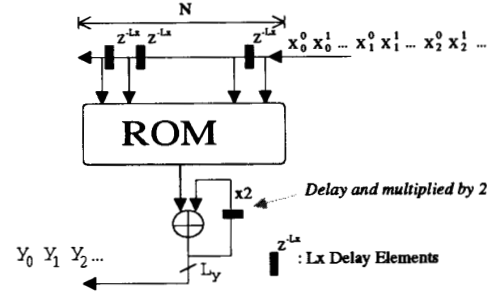 N
Z^-Lx Z^-Lx Z^-Lx X_0^0 X_0^1 ... X_1^0 X_1^1 ... X_2^0 X_2^1 ...
ROM
x2 Delay and multiplied by 2
Y_0 Y_1 Y_2 ... L_y Z^-Lx : Lx Delay Elements